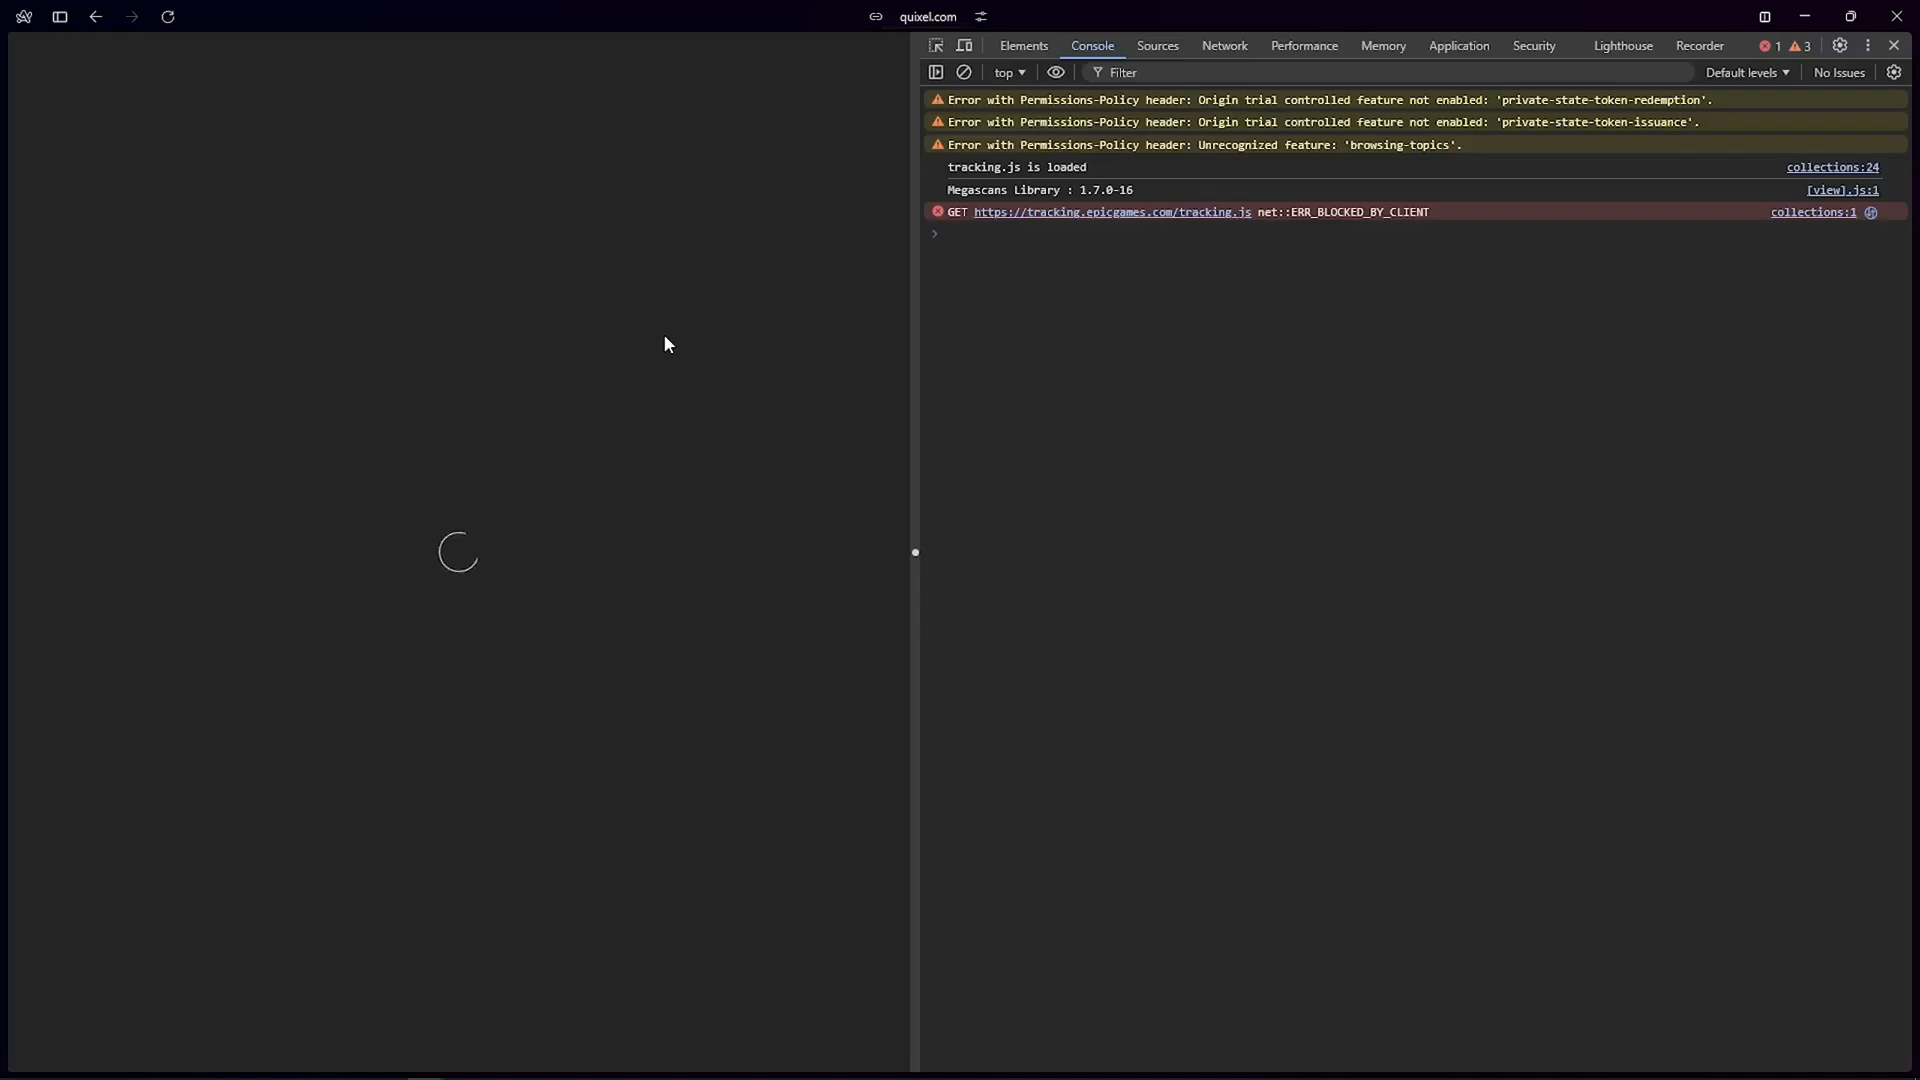 quixel.com
Elements Console Sources Network Performance Memory Application Security Lighthouse Recorder 1 3
top Filter Default levels No Issues
Error with Permissions-Policy header: Origin trial controlled feature not enabled: 'private-state-token-redemption'.
Error with Permissions-Policy header: Origin trial controlled feature not enabled: 'private-state-token-issuance'.
Error with Permissions-Policy header: Unrecognized feature: 'browsing-topics'.
tracking.js is loaded collections:24
Megascans Library : 1.7.0-16 [view].js:1
GET https://tracking.epicgames.com/tracking.js net::ERR_BLOCKED_BY_CLIENT collections:1